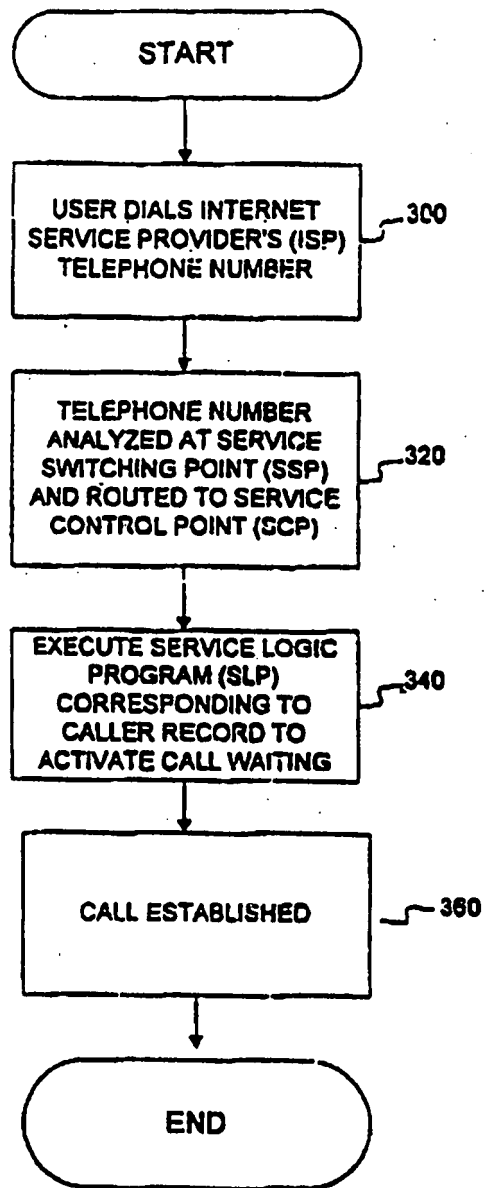 START
USER DIALS INTERNET
SERVICE PROVIDER'S (ISP)
TELEPHONE NUMBER
300
TELEPHONE NUMBER
ANALYZED AT SERVICE
SWITCHING POINT (SSP)
AND ROUTED TO SERVICE
CONTROL POINT (SCP)
320
EXECUTE SERVICE LOGIC
PROGRAM (SLP)
CORRESPONDING TO
CALLER RECORD TO
ACTIVATE CALL WAITING
340
CALL ESTABLISHED
360
END